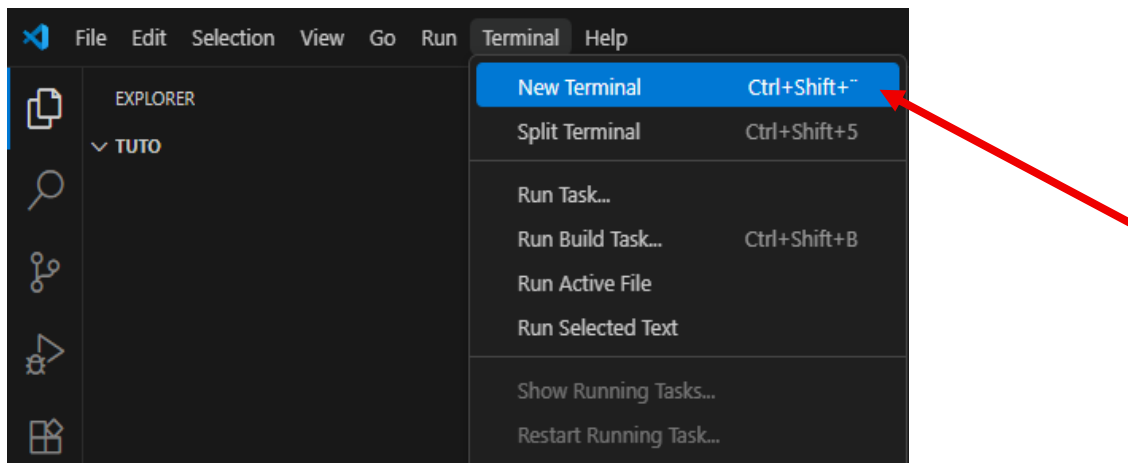 File Edit Selection View Go Run Terminal Help
EXPLORER
TUTO
New Terminal Ctrl+Shift+¨
Split Terminal Ctrl+Shift+5
Run Task...
Run Build Task... Ctrl+Shift+B
Run Active File
Run Selected Text
Show Running Tasks...
Restart Running Task...